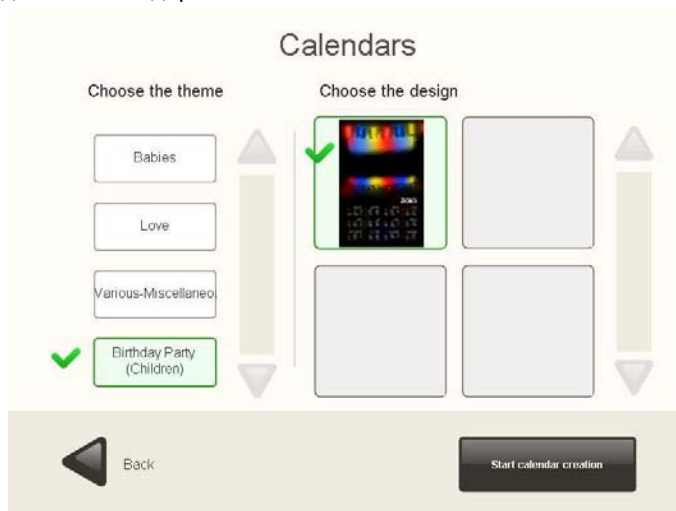 Calendars
Choose the theme
Choose the design
Babies
Love
Various-Miscellaneo
Birthday Party
(Children)
Back
Start calendar creation